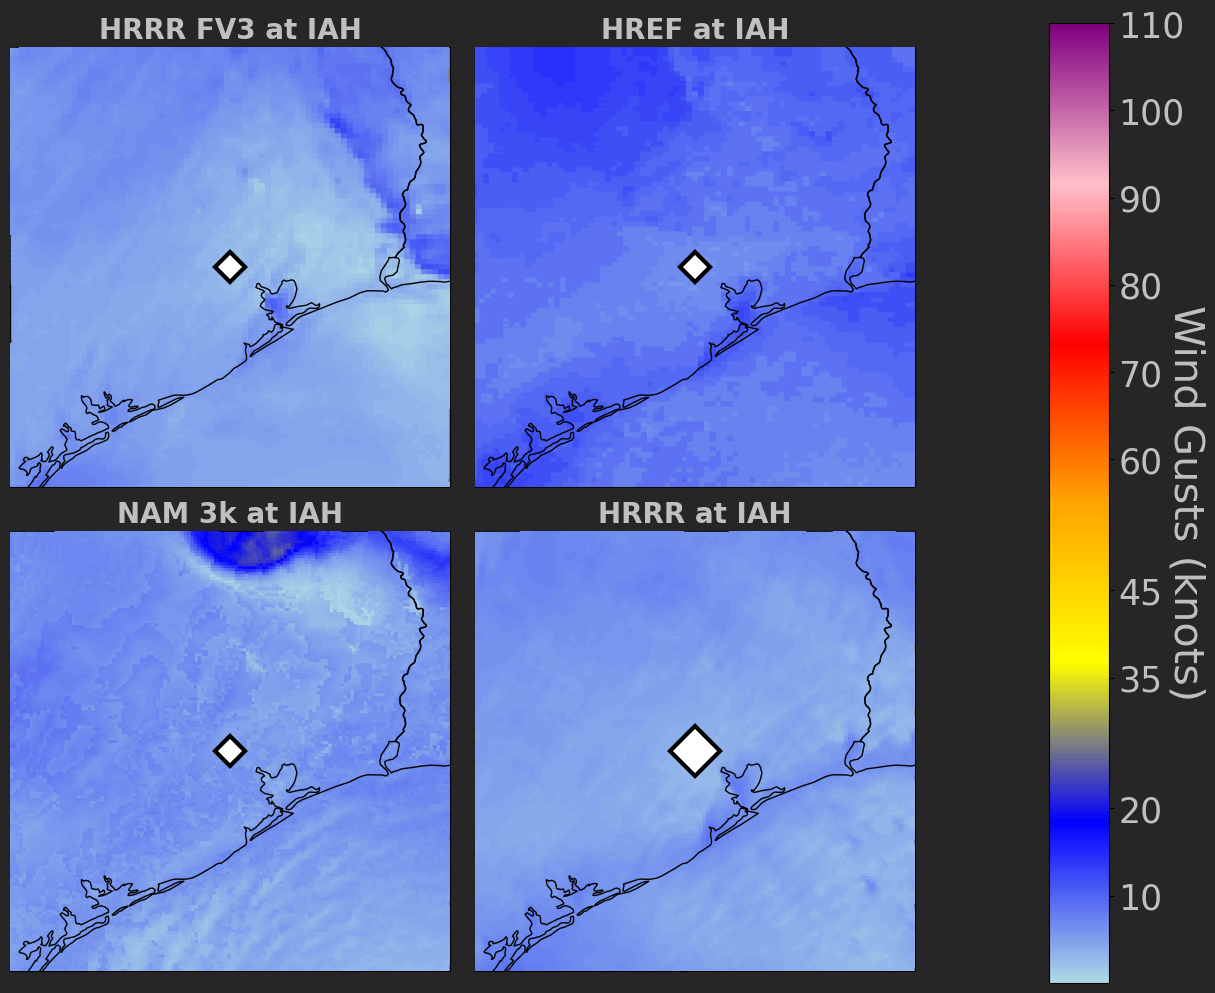 HRRR FV3 at IAH
HREF at IAH
NAM 3k at IAH
HRRR at IAH
110
100
90
80
70
60
45
35
20
10
Wind Gusts (knots)